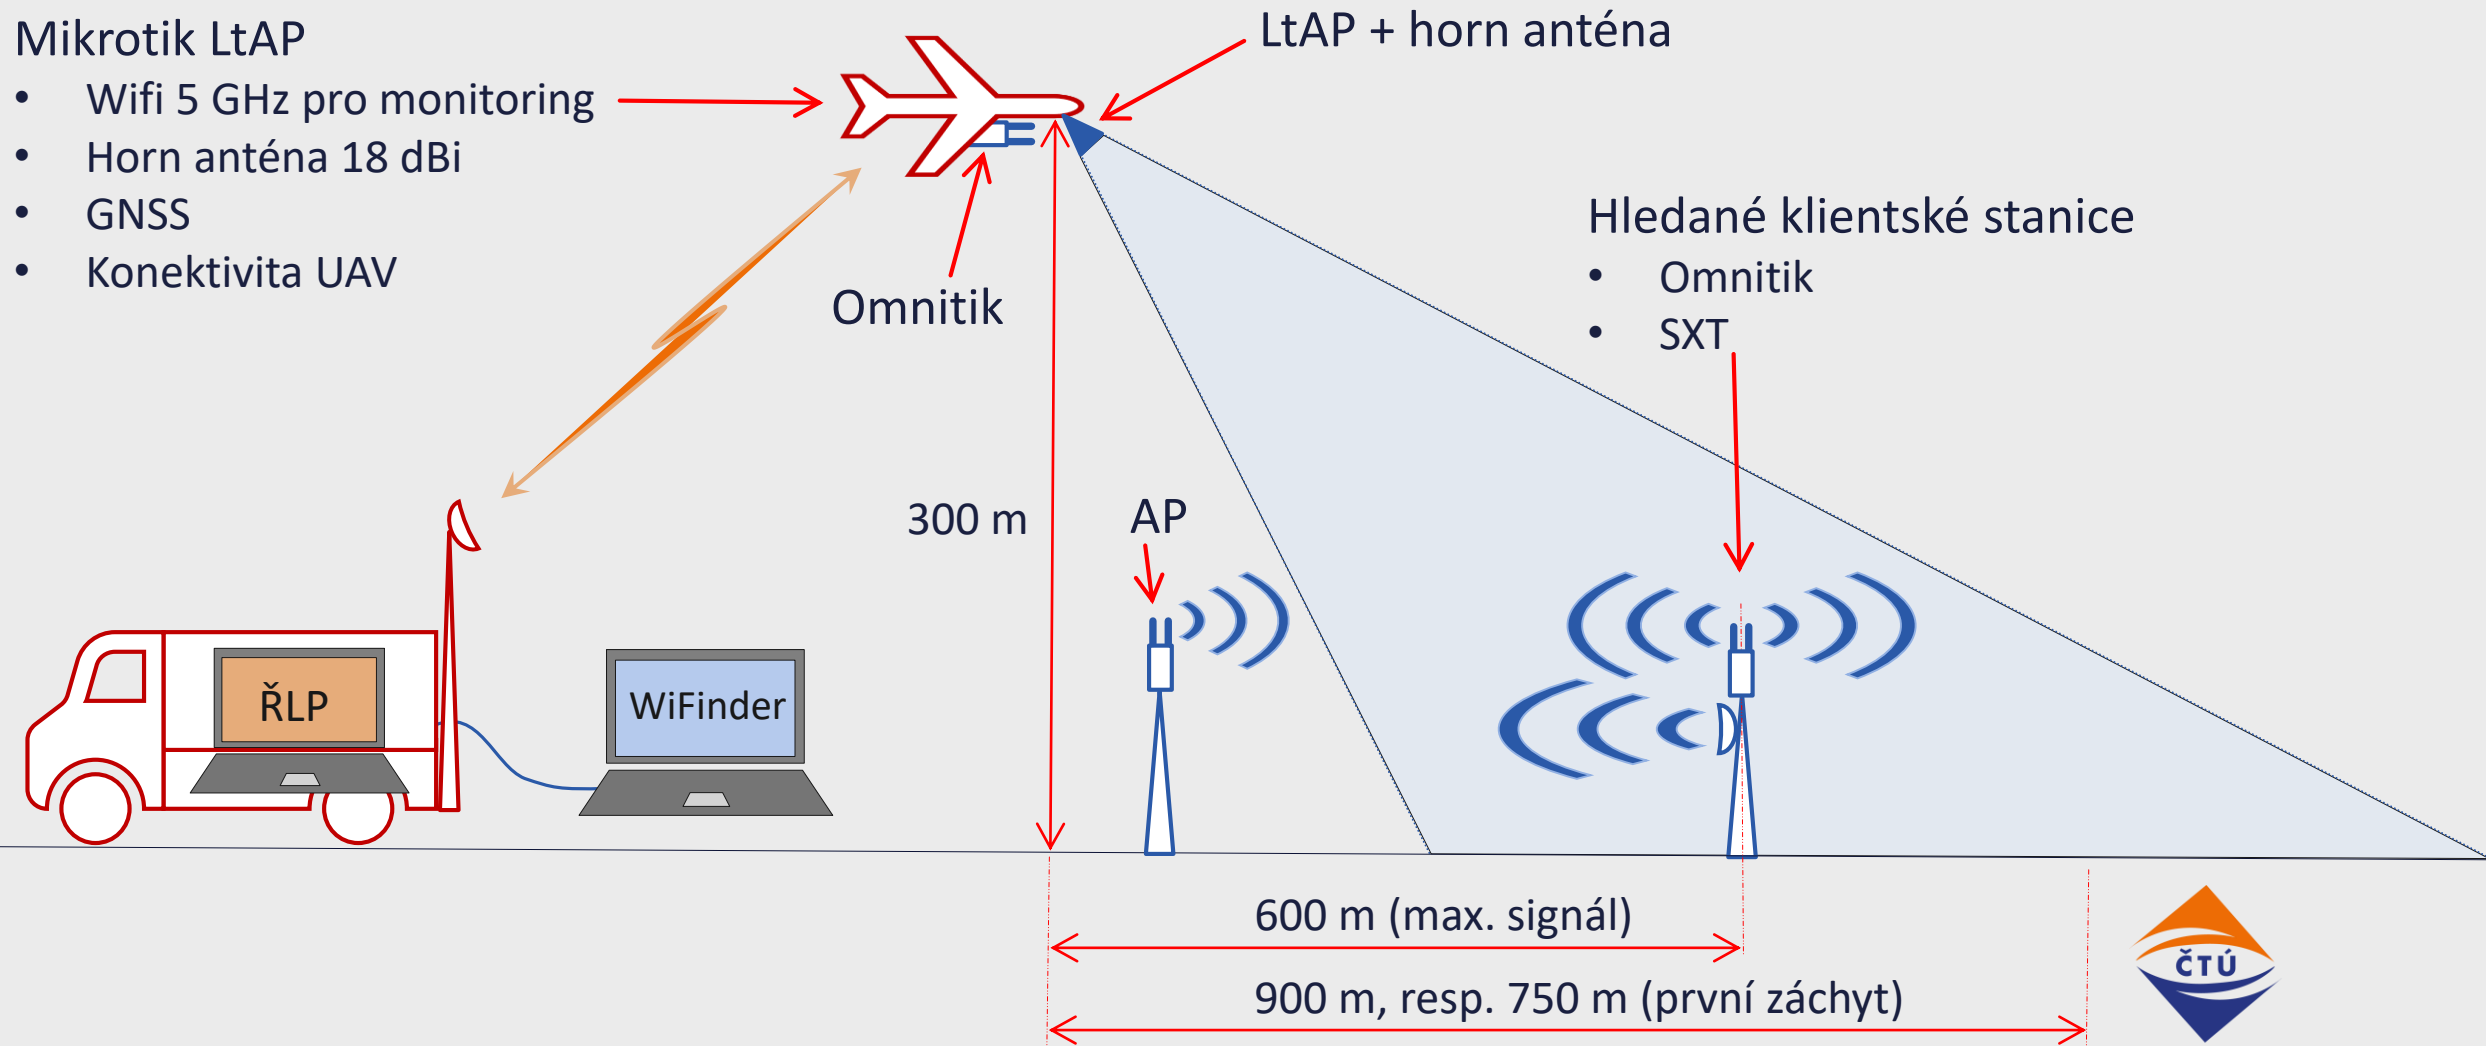 Mikrotik LtAP
• Wifi 5 GHz pro monitoring
• Horn anténa 18 dBi
• GNSS
• Konektivita UAV
LtAP + horn anténa
Omnitik
Hledané klientské stanice
• Omnitik
• SXT
300 m
AP
ŘLP
WiFinder
600 m (max. signál)
900 m, resp. 750 m (první záchyt)
ČTÚ